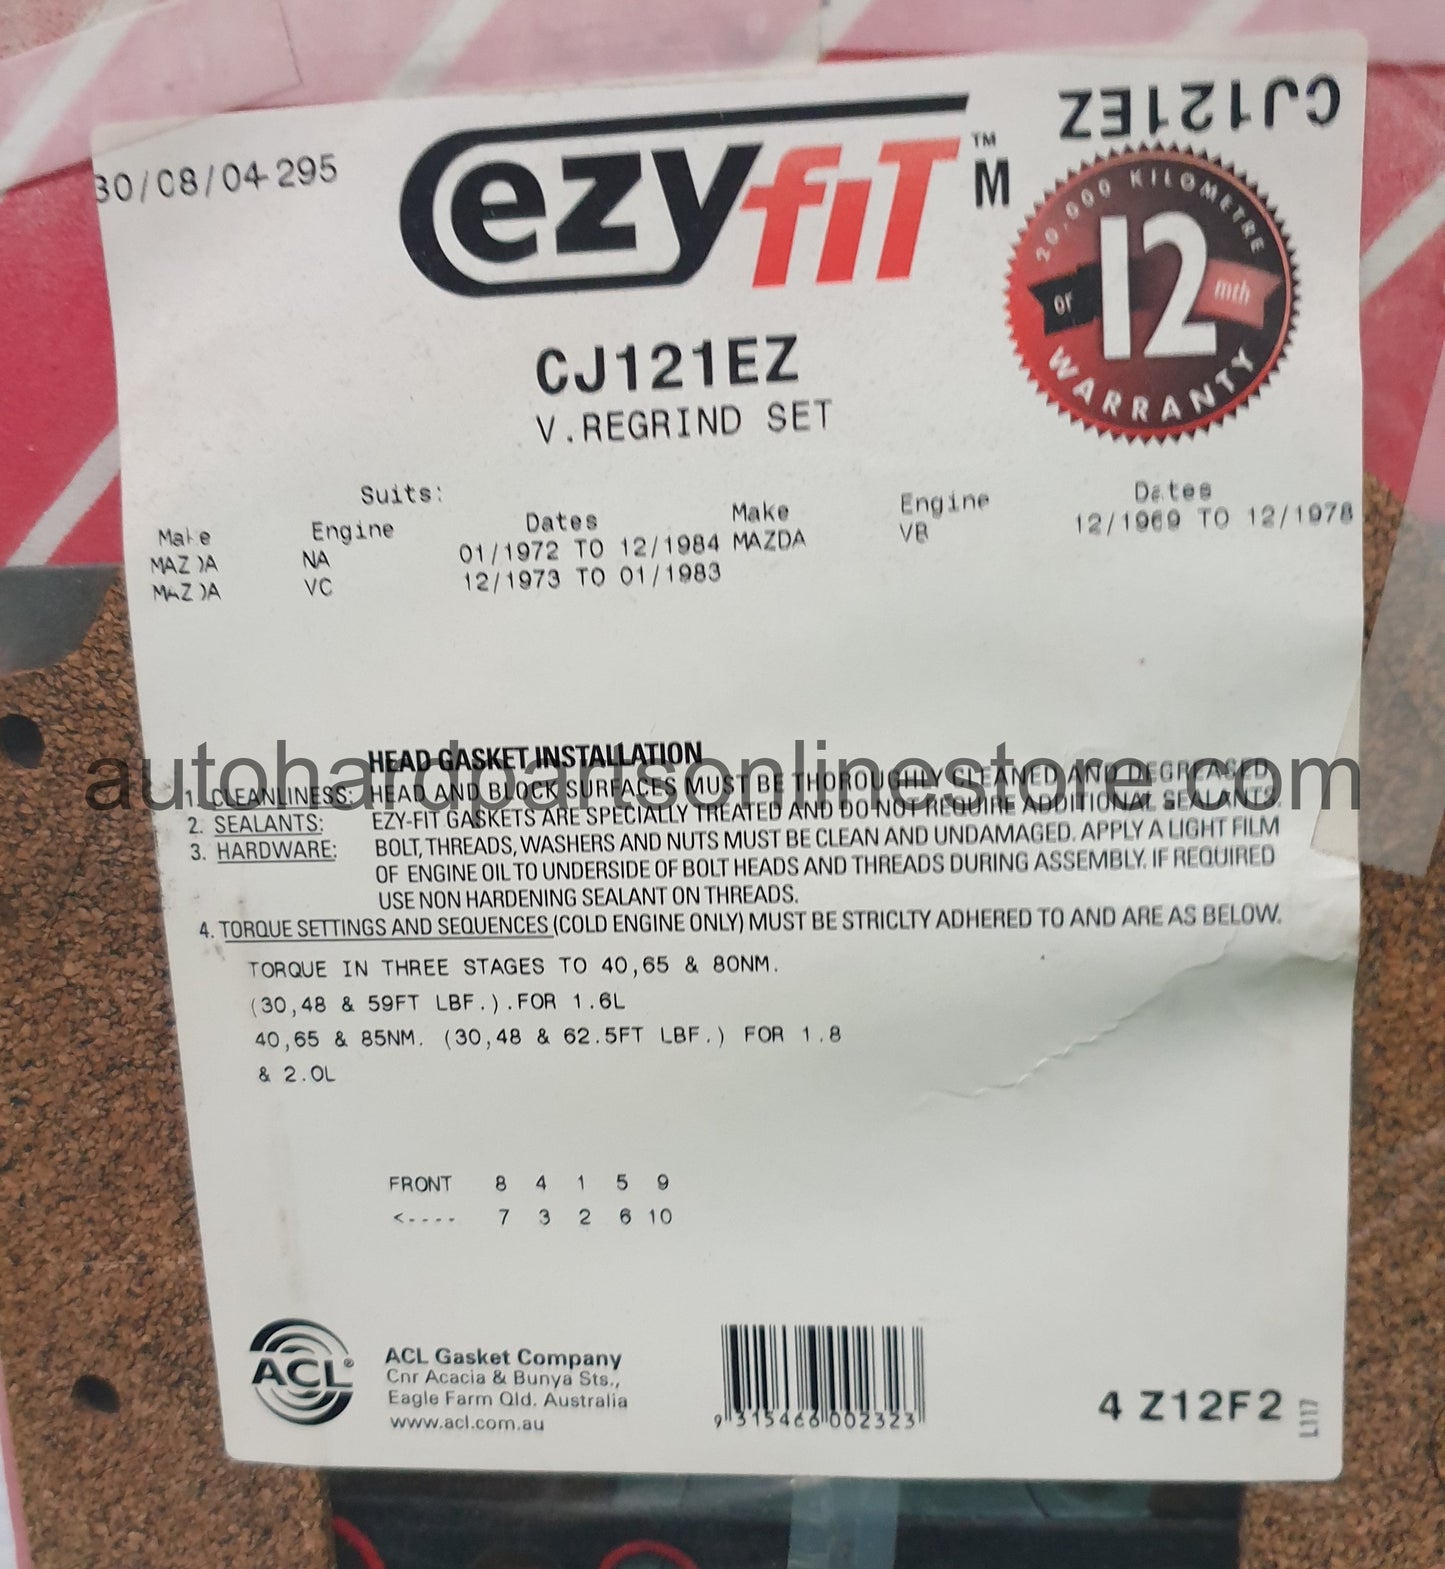 30/08/04-295
ezyfit™
M
CJ121EZ
20,000 KILOMETRE
or 12 mth
WARRANTY
CJ121EZ
V.REGRIND SET
Suits:
Make Engine Dates Make Engine Dates
MAZDA NA 01/1972 TO 12/1984 MAZDA VB 12/1969 TO 12/1978
MAZDA VC 12/1973 TO 01/1983
HEAD GASKET INSTALLATION
autohardpartsonlinestore.com
1. CLEANLINESS: HEAD AND BLOCK SURFACES MUST BE THOROUGHLY CLEANED AND DEGREASED.
2. SEALANTS: EZY-FIT GASKETS ARE SPECIALLY TREATED AND DO NOT REQUIRE ADDITIONAL SEALANTS.
3. HARDWARE: BOLT, THREADS, WASHERS AND NUTS MUST BE CLEAN AND UNDAMAGED. APPLY A LIGHT FILM
OF ENGINE OIL TO UNDERSIDE OF BOLT HEADS AND THREADS DURING ASSEMBLY. IF REQUIRED
USE NON HARDENING SEALANT ON THREADS.
4. TORQUE SETTINGS AND SEQUENCES (COLD ENGINE ONLY) MUST BE STRICLTY ADHERED TO AND ARE AS BELOW.
TORQUE IN THREE STAGES TO 40,65 & 80NM.
(30,48 & 59FT LBF.).FOR 1.6L
40,65 & 85NM. (30,48 & 62.5FT LBF.) FOR 1.8
& 2.0L
FRONT 8 4 1 5 9
<---- 7 3 2 6 10
ACL®
ACL Gasket Company
Cnr Acacia & Bunya Sts.,
Eagle Farm Qld. Australia
www.acl.com.au
9 315466 002323
4 Z12F2
L117